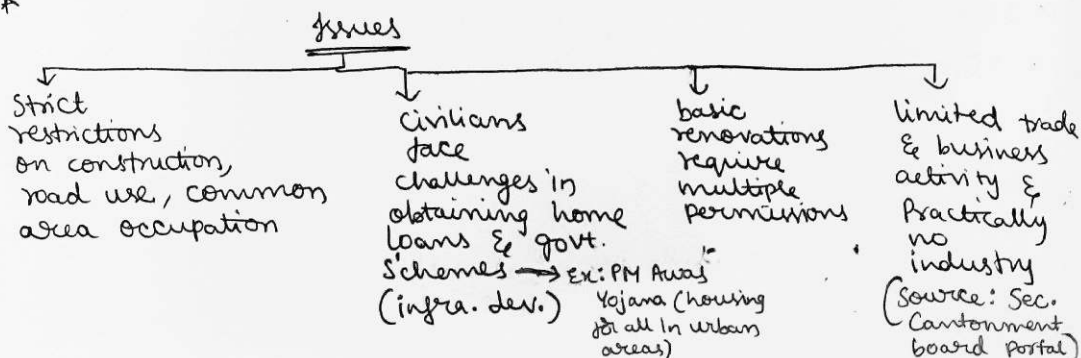 Issues
Strict
restrictions
on construction,
road use, common
area occupation
civilians
face
challenges in
obtaining home
loans & govt.
schemes → Ex: PM Awas
(infra. dev.) Yojana (housing
for all in urban
areas)
basic
renovations
require
multiple
permissions
limited trade
& business
activity &
Practically
no
industry
(Source: Sec.
Cantonment
board portal)